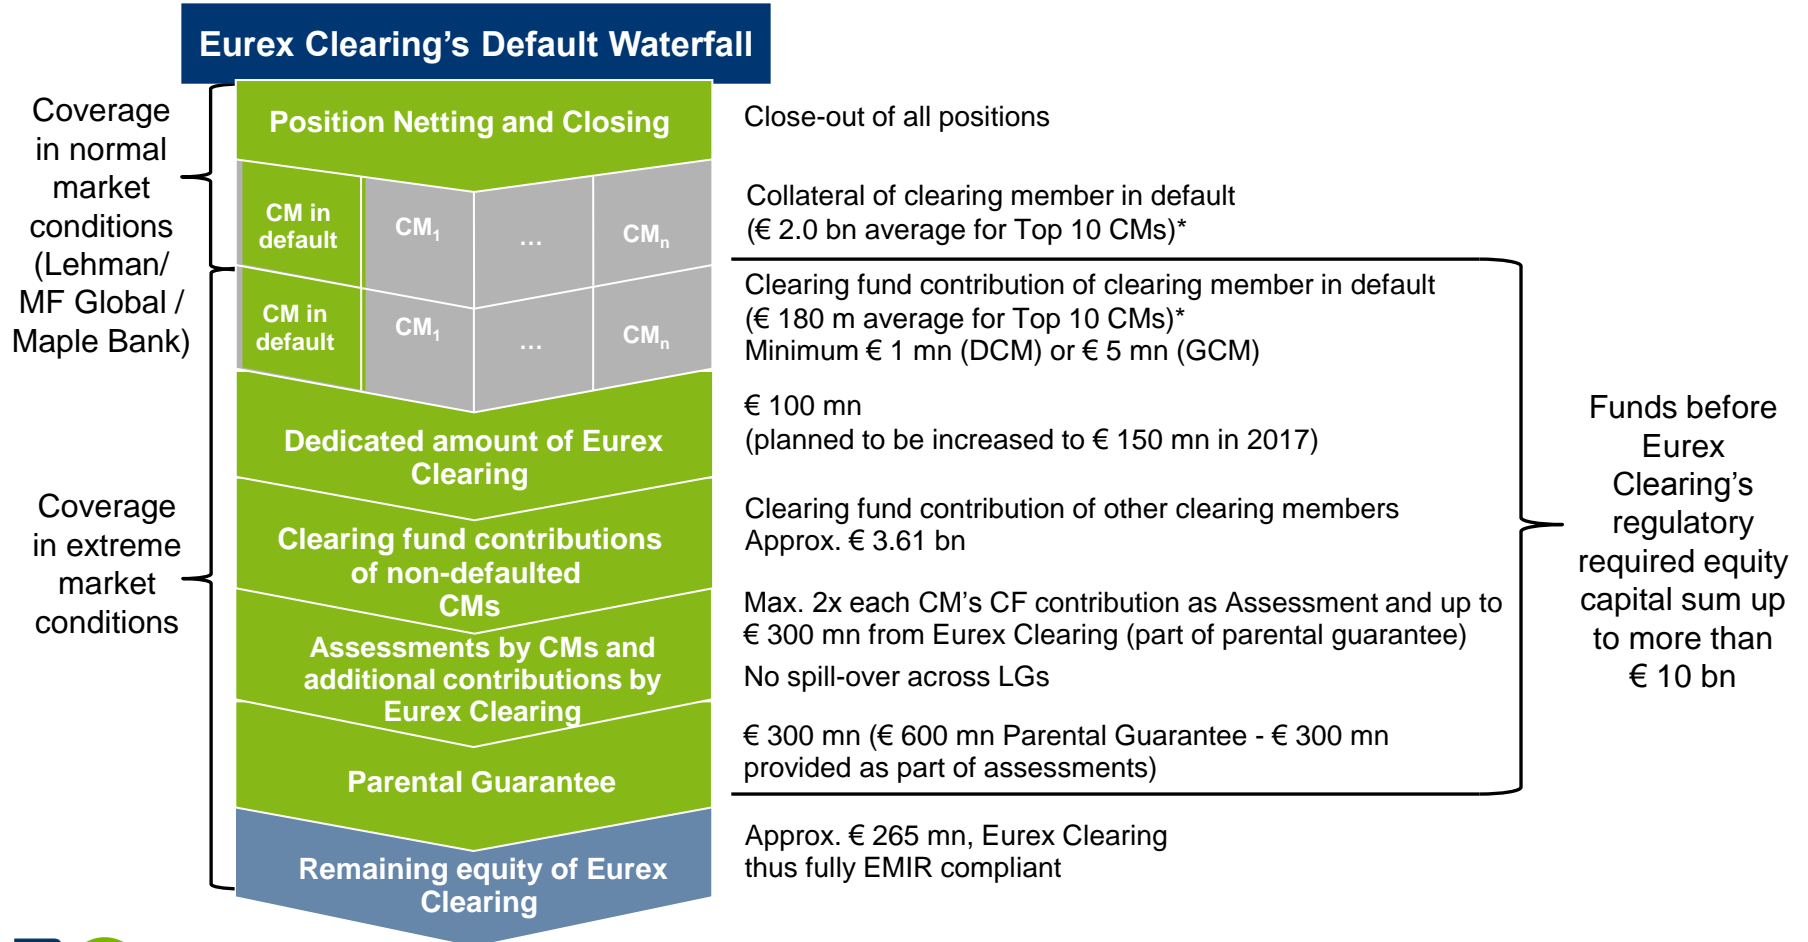 Eurex Clearing’s Default Waterfall
Coverage
in normal
market
conditions
(Lehman/
MF Global /
Maple Bank)
Coverage
in extreme
market
conditions
Position Netting and Closing
CM in
default
CM1
...
CMn
CM in
default
CM1
...
CMn
Dedicated amount of Eurex
Clearing
Clearing fund contributions
of non-defaulted
CMs
Assessments by CMs and
additional contributions by
Eurex Clearing
Parental Guarantee
Remaining equity of Eurex
Clearing
Close-out of all positions
Collateral of clearing member in default
(€ 2.0 bn average for Top 10 CMs)*
Clearing fund contribution of clearing member in default
(€ 180 m average for Top 10 CMs)*
Minimum € 1 mn (DCM) or € 5 mn (GCM)
€ 100 mn
(planned to be increased to € 150 mn in 2017)
Clearing fund contribution of other clearing members
Approx. € 3.61 bn
Max. 2x each CM’s CF contribution as Assessment and up to
€ 300 mn from Eurex Clearing (part of parental guarantee)
No spill-over across LGs
€ 300 mn (€ 600 mn Parental Guarantee - € 300 mn
provided as part of assessments)
Approx. € 265 mn, Eurex Clearing
thus fully EMIR compliant
Funds before
Eurex
Clearing’s
regulatory
required equity
capital sum up
to more than
€ 10 bn